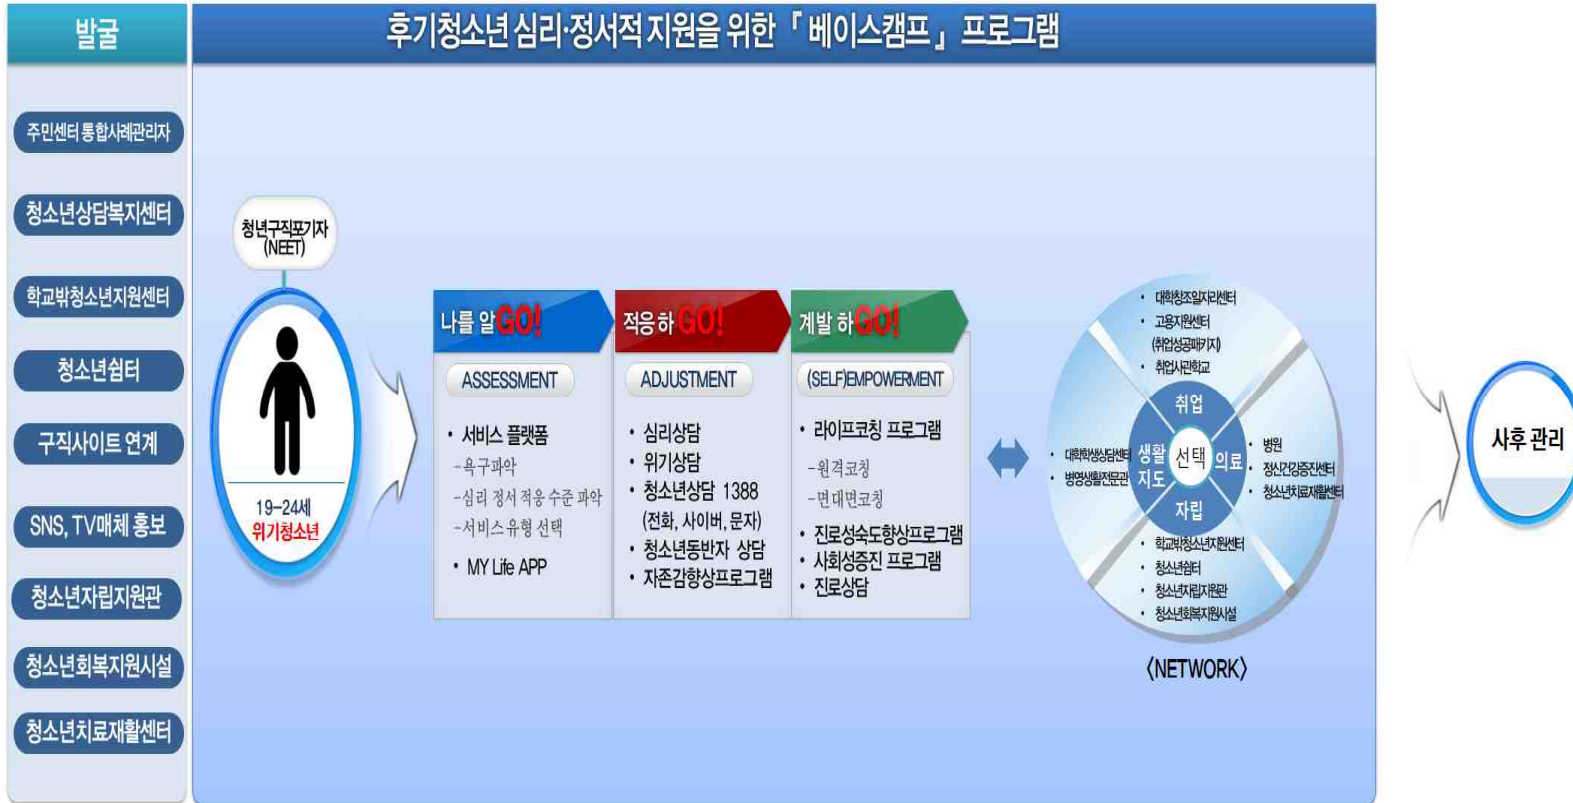 발굴
주민센터 통합사례관리자
청소년상담복지센터
학교밖청소년지원센터
청소년쉼터
구직사이트 연계
SNS, TV매체 홍보
청소년자립지원관
청소년회복지원시설
청소년치료재활센터
후기청소년 심리·정서적 지원을 위한 『 베이스캠프 』 프로그램
청년구직포기자
(NEET)
19-24세
위기청소년
나를 알GO!
ASSESSMENT
• 서비스 플랫폼
-욕구파악
-심리 정서 적응 수준 파악
-서비스 유형 선택
• MY Life APP
적응 하GO!
ADJUSTMENT
• 심리상담
• 위기상담
• 청소년상담 1388
(전화, 사이버, 문자)
• 청소년동반자 상담
• 자존감향상프로그램
계발 하GO!
(SELF)EMPOWERMENT
• 라이프코칭 프로그램
-원격코칭
-면대면코칭
• 진로성숙도향상프로그램
• 사회성증진 프로그램
• 진로상담
• 대학창조일자리센터
• 고용지원센터
(취업성공패키지)
• 취업사관학교
취업
• 대학학생상담센터
• 병영생활전문관
생활
지도
선택
의료
• 병원
• 정신건강증진센터
• 청소년치료재활센터
자립
• 학교밖청소년지원센터
• 청소년쉼터
• 청소년자립지원관
• 청소년회복지원시설
〈NETWORK〉
사후 관리